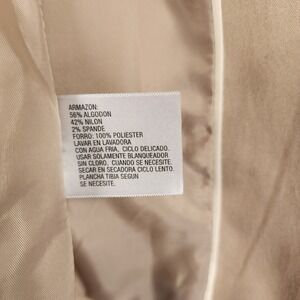 ARMAZON:
56% ALGODON
42% NILON
2% SPANDE
FORRO: 100% POLIESTER
LAVAR EN LAVADORA
CON AGUA FRIA, CICLO DELICADO.
USAR SOLAMENTE BLANQUEADOR
SIN CLORO, CUANDO SE NECESITE.
SECAR EN SECADORA CICLO LENTO.
PLANCHA TIBIA SEGUN
SE NECESITE.